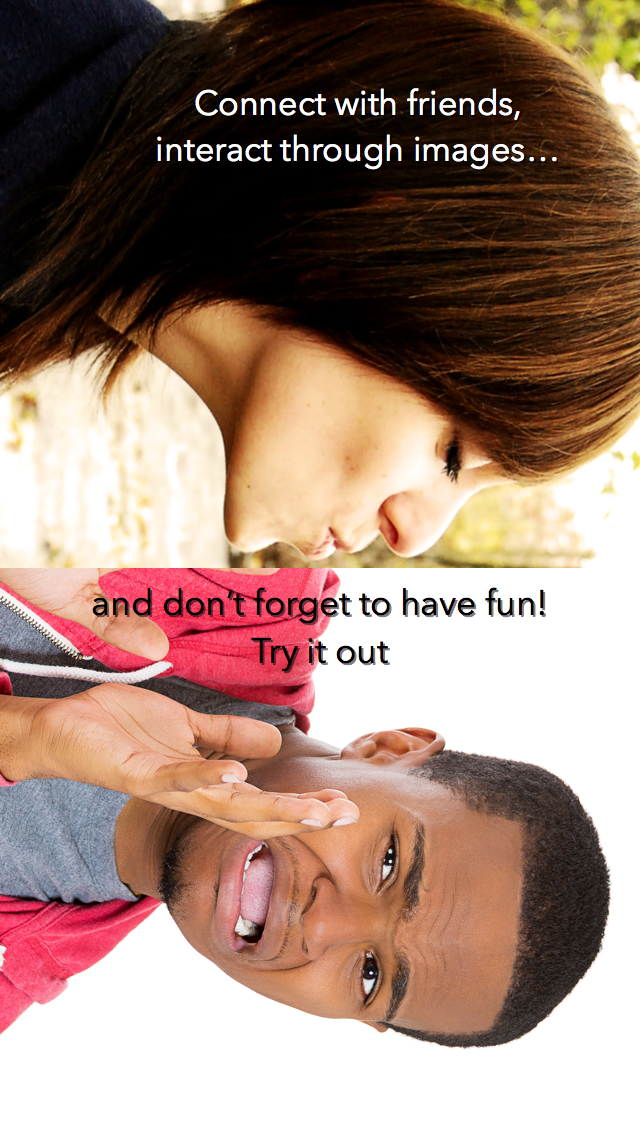 Connect with friends,
interact through images…
and don’t forget to have fun!
Try it out